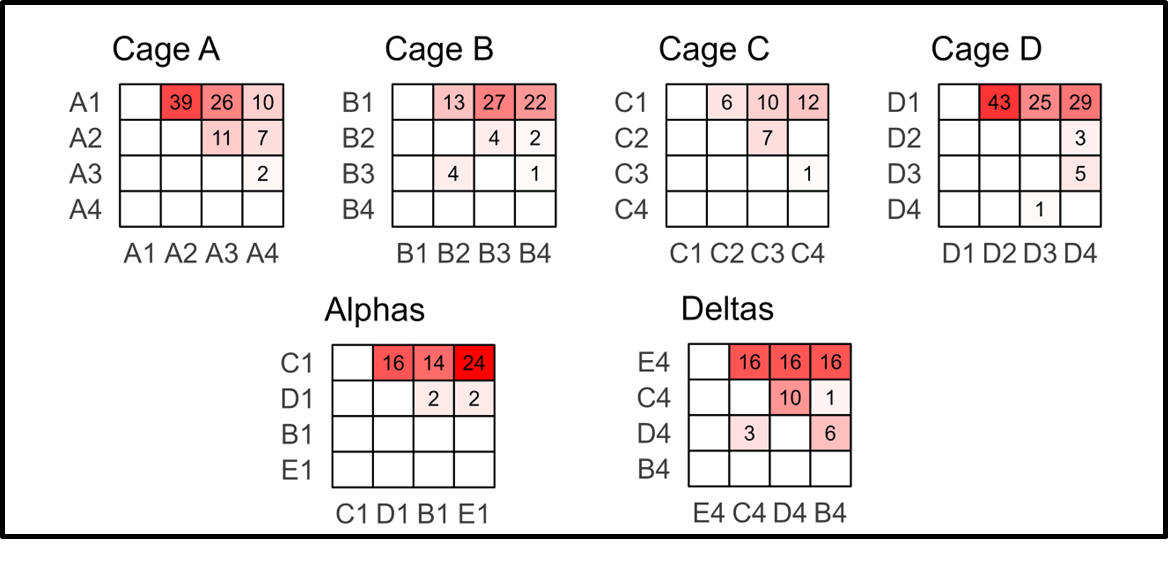 Cage A Cage B Cage C Cage D
A1 39 26 10 B1 13 27 22 C1 6 10 12 D1 43 25 29
A2 11 7 B2 4 2 C2 7 D2 3
A3 2 B3 4 1 C3 1 D3 5
A4 B4 C4 D4 1
A1 A2 A3 A4 B1 B2 B3 B4 C1 C2 C3 C4 D1 D2 D3 D4
Alphas Deltas
C1 16 14 24 E4 16 16 16
D1 2 2 C4 10 1
B1 D4 3 6
E1 B4
C1 D1 B1 E1 E4 C4 D4 B4